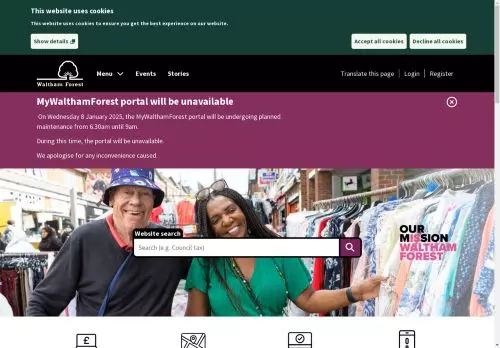 This website uses cookies
This website uses cookies to ensure you get the best experience on our website.
Show details
Accept all cookies
Decline all cookies
Waltham Forest
Menu
Events
Stories
Translate this page
Login
Register
MyWalthamForest portal will be unavailable
On Wednesday 8 January 2025, the MyWalthamForest portal will be undergoing planned
maintenance from 6.30am until 9am.
During this time, the portal will be unavailable.
We apologise for any inconvenience caused.
Website search
Search (e.g. Council tax)
OUR
MISSION
WALTHAM
FOREST
£